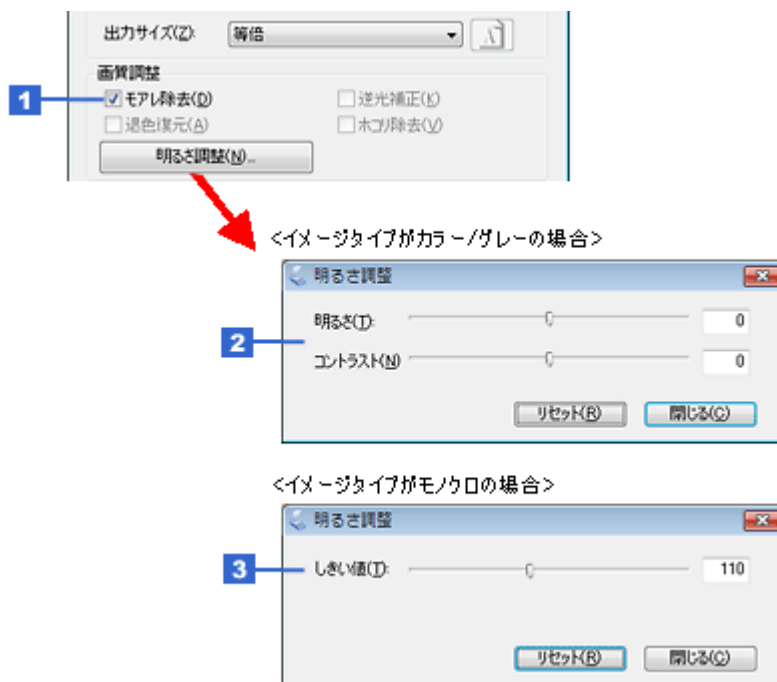 出力サイズ(Z): 等倍
画質調整
1 モアレ除去(D) 逆光補正(K)
退色復元(A) ホコリ除去(V)
明るさ調整(N)...
<イメージタイプがカラー/グレーの場合>
明るさ調整
明るさ(T): 0
2
コントラスト(N) 0
リセット(R) 閉じる(C)
<イメージタイプがモノクロの場合>
明るさ調整
3 しきい値(T): 110
リセット(R) 閉じる(C)